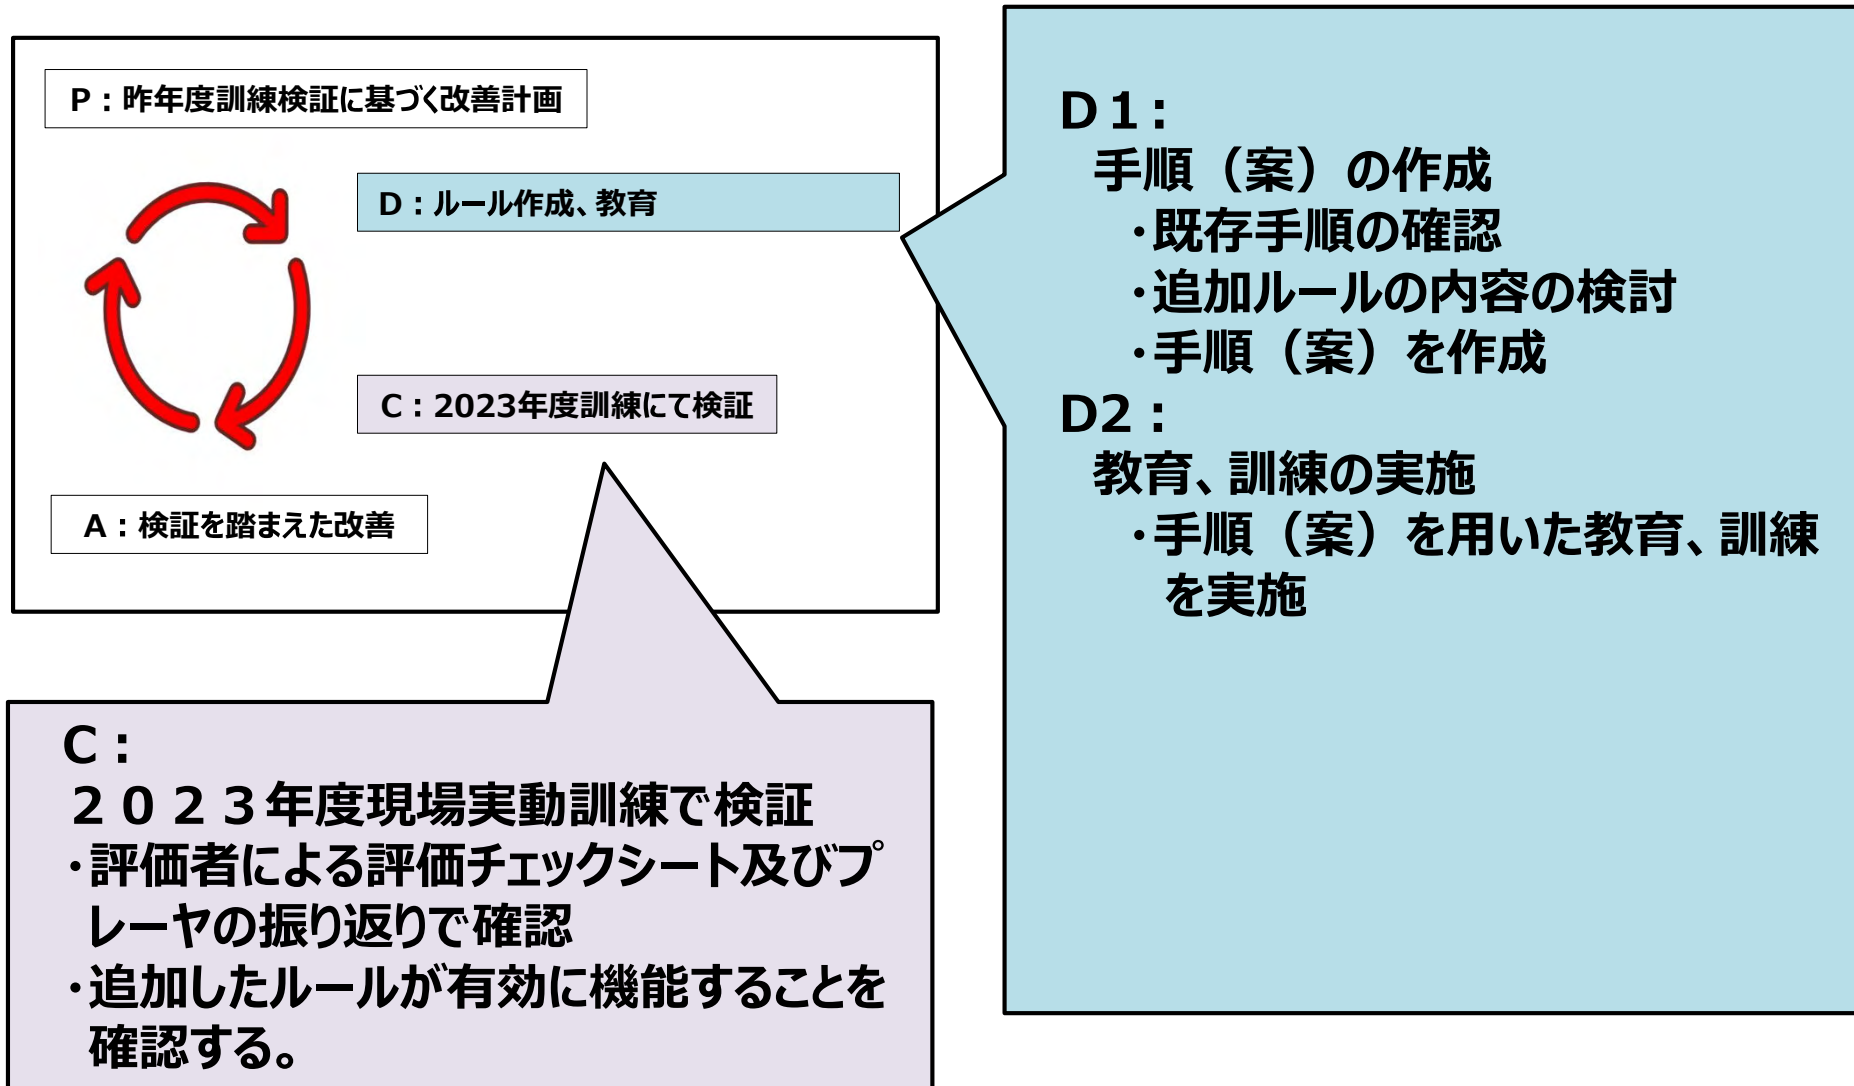 P：昨年度訓練検証に基づく改善計画
D：ルール作成、教育
C：2023年度訓練にて検証
A：検証を踏まえた改善
D１：
手順（案）の作成
・既存手順の確認
・追加ルールの内容の検討
・手順（案）を作成
D2：
教育、訓練の実施
・手順（案）を用いた教育、訓練
を実施
C：
２０２３年度現場実動訓練で検証
・評価者による評価チェックシート及びプ
レーヤの振り返りで確認
・追加したルールが有効に機能することを
確認する。